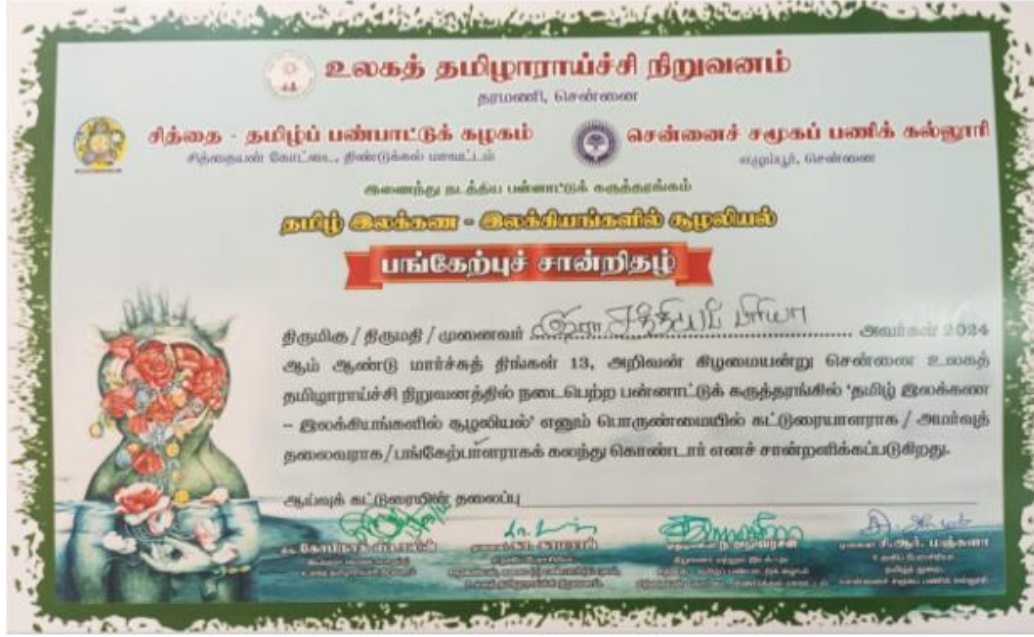 உலகத் தமிழாராய்ச்சி நிறுவனம்
தரமணி, சென்னை
சித்தை - தமிழ்ப் பண்பாட்டுக் கழகம்
சித்தையன் கோட்டை, திண்டுக்கல் மாவட்டம்
சென்னைச் சமூகப் பணிக் கல்லூரி
எழும்பூர், சென்னை
இணைந்து நடத்திய பன்னாட்டுக் கருத்தரங்கம்
தமிழ் இலக்கண - இலக்கியங்களில் சூழலியல்
பங்கேற்புச் சான்றிதழ்
திருமிகு / திருமதி / முனைவர் இரா சத்தியப் பிரியா அவர்கள் 2024
ஆம் ஆண்டு மார்ச்சுத் திங்கள் 13, அறிவன் கிழமையன்று சென்னை உலகத்
தமிழாராய்ச்சி நிறுவனத்தில் நடைபெற்ற பன்னாட்டுக் கருத்தரங்கில் 'தமிழ் இலக்கண
– இலக்கியங்களில் சூழலியல்' எனும் பொருண்மையில் கட்டுரையாளராக / அமர்வுத்
தலைவராக/பங்கேற்பாளராகக் கலந்து கொண்டார் எனச் சான்றளிக்கப்படுகிறது.
ஆய்வுக் கட்டுரையின் தலைப்பு